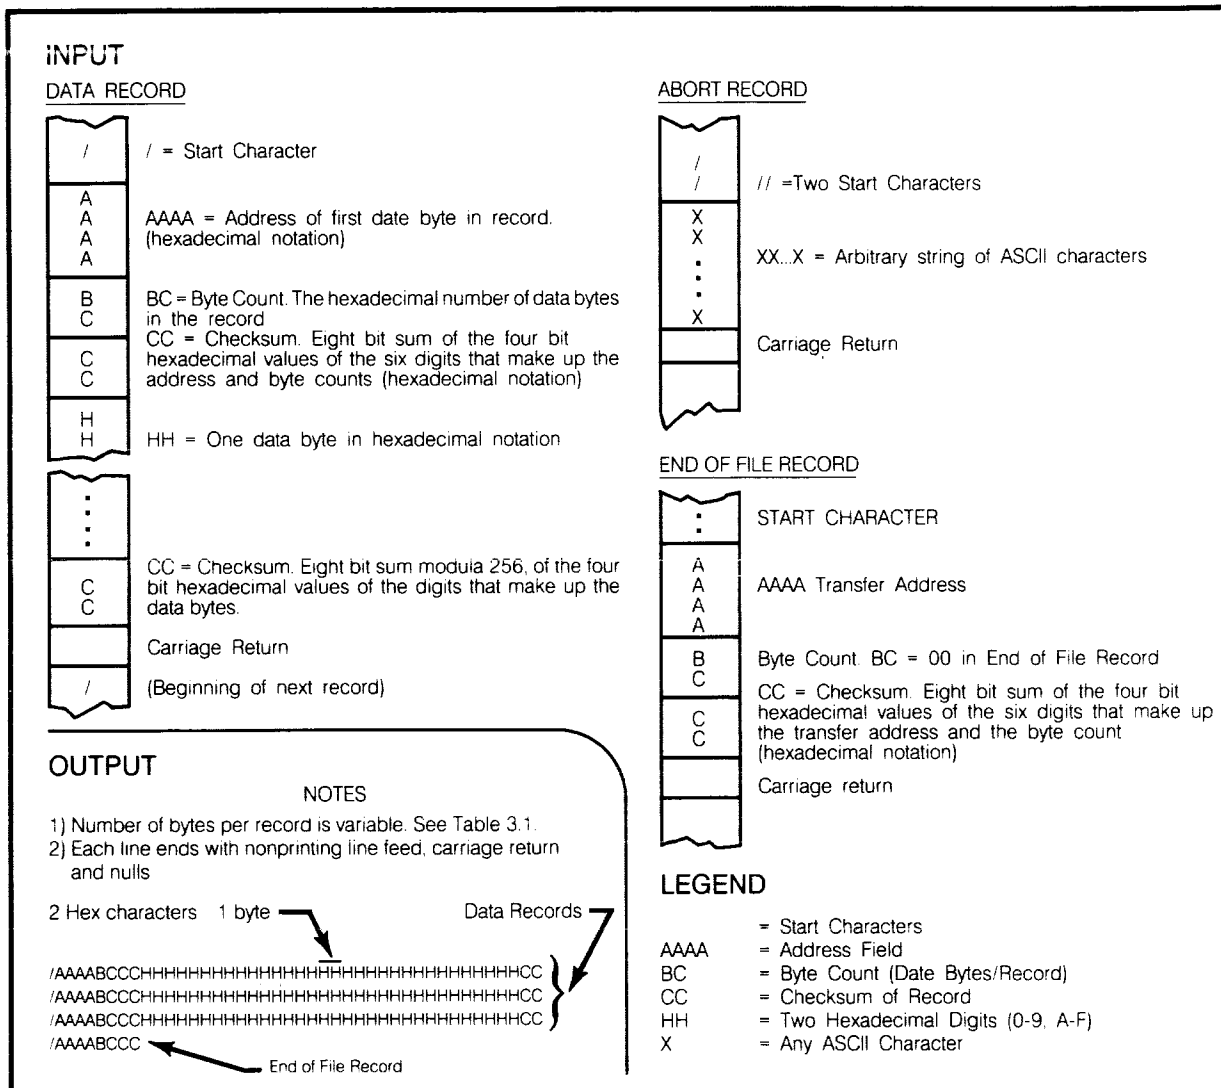 INPUT
DATA RECORD
/
/ = Start Character
A
A
A
A
AAAA = Address of first date byte in record.
(hexadecimal notation)
B
C
BC = Byte Count. The hexadecimal number of data bytes
in the record
C
C
CC = Checksum. Eight bit sum of the four bit
hexadecimal values of the six digits that make up the
address and byte counts (hexadecimal notation)
H
H
HH = One data byte in hexadecimal notation
C
C
CC = Checksum. Eight bit sum modula 256, of the four
bit hexadecimal values of the digits that make up the
data bytes.
Carriage Return
/
(Beginning of next record)
ABORT RECORD
/
/
// =Two Start Characters
X
X
X
XX...X = Arbitrary string of ASCII characters
Carriage Return
END OF FILE RECORD
START CHARACTER
A
A
A
A
AAAA Transfer Address
B
C
Byte Count. BC = 00 in End of File Record
C
C
CC = Checksum. Eight bit sum of the four bit
hexadecimal values of the six digits that make up
the transfer address and the byte count
(hexadecimal notation)
Carriage return
OUTPUT
NOTES
1) Number of bytes per record is variable. See Table 3.1.
2) Each line ends with nonprinting line feed, carriage return
and nulls
2 Hex characters 1 byte
Data Records
/AAAABCCCHHHHHHHHHHHHHHHHHHHHHHHHHHHHHHHHCC
/AAAABCCCHHHHHHHHHHHHHHHHHHHHHHHHHHHHHHHHCC
/AAAABCCCHHHHHHHHHHHHHHHHHHHHHHHHHHHHHHHHCC
/AAAABCCC
End of File Record
LEGEND
= Start Characters
AAAA = Address Field
BC = Byte Count (Date Bytes/Record)
CC = Checksum of Record
HH = Two Hexadecimal Digits (0-9, A-F)
X = Any ASCII Character